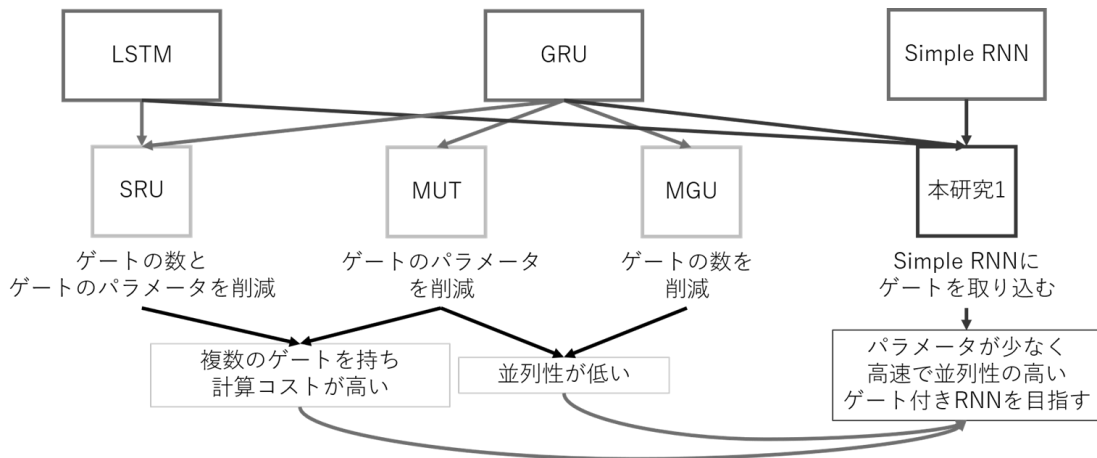 LSTM
GRU
Simple RNN
SRU
MUT
MGU
本研究1
ゲートの数と
ゲートのパラメータを削減
ゲートのパラメータ
を削減
ゲートの数を
削減
Simple RNNに
ゲートを取り込む
複数のゲートを持ち
計算コストが高い
並列性が低い
パラメータが少なく
高速で並列性の高い
ゲート付きRNNを目指す